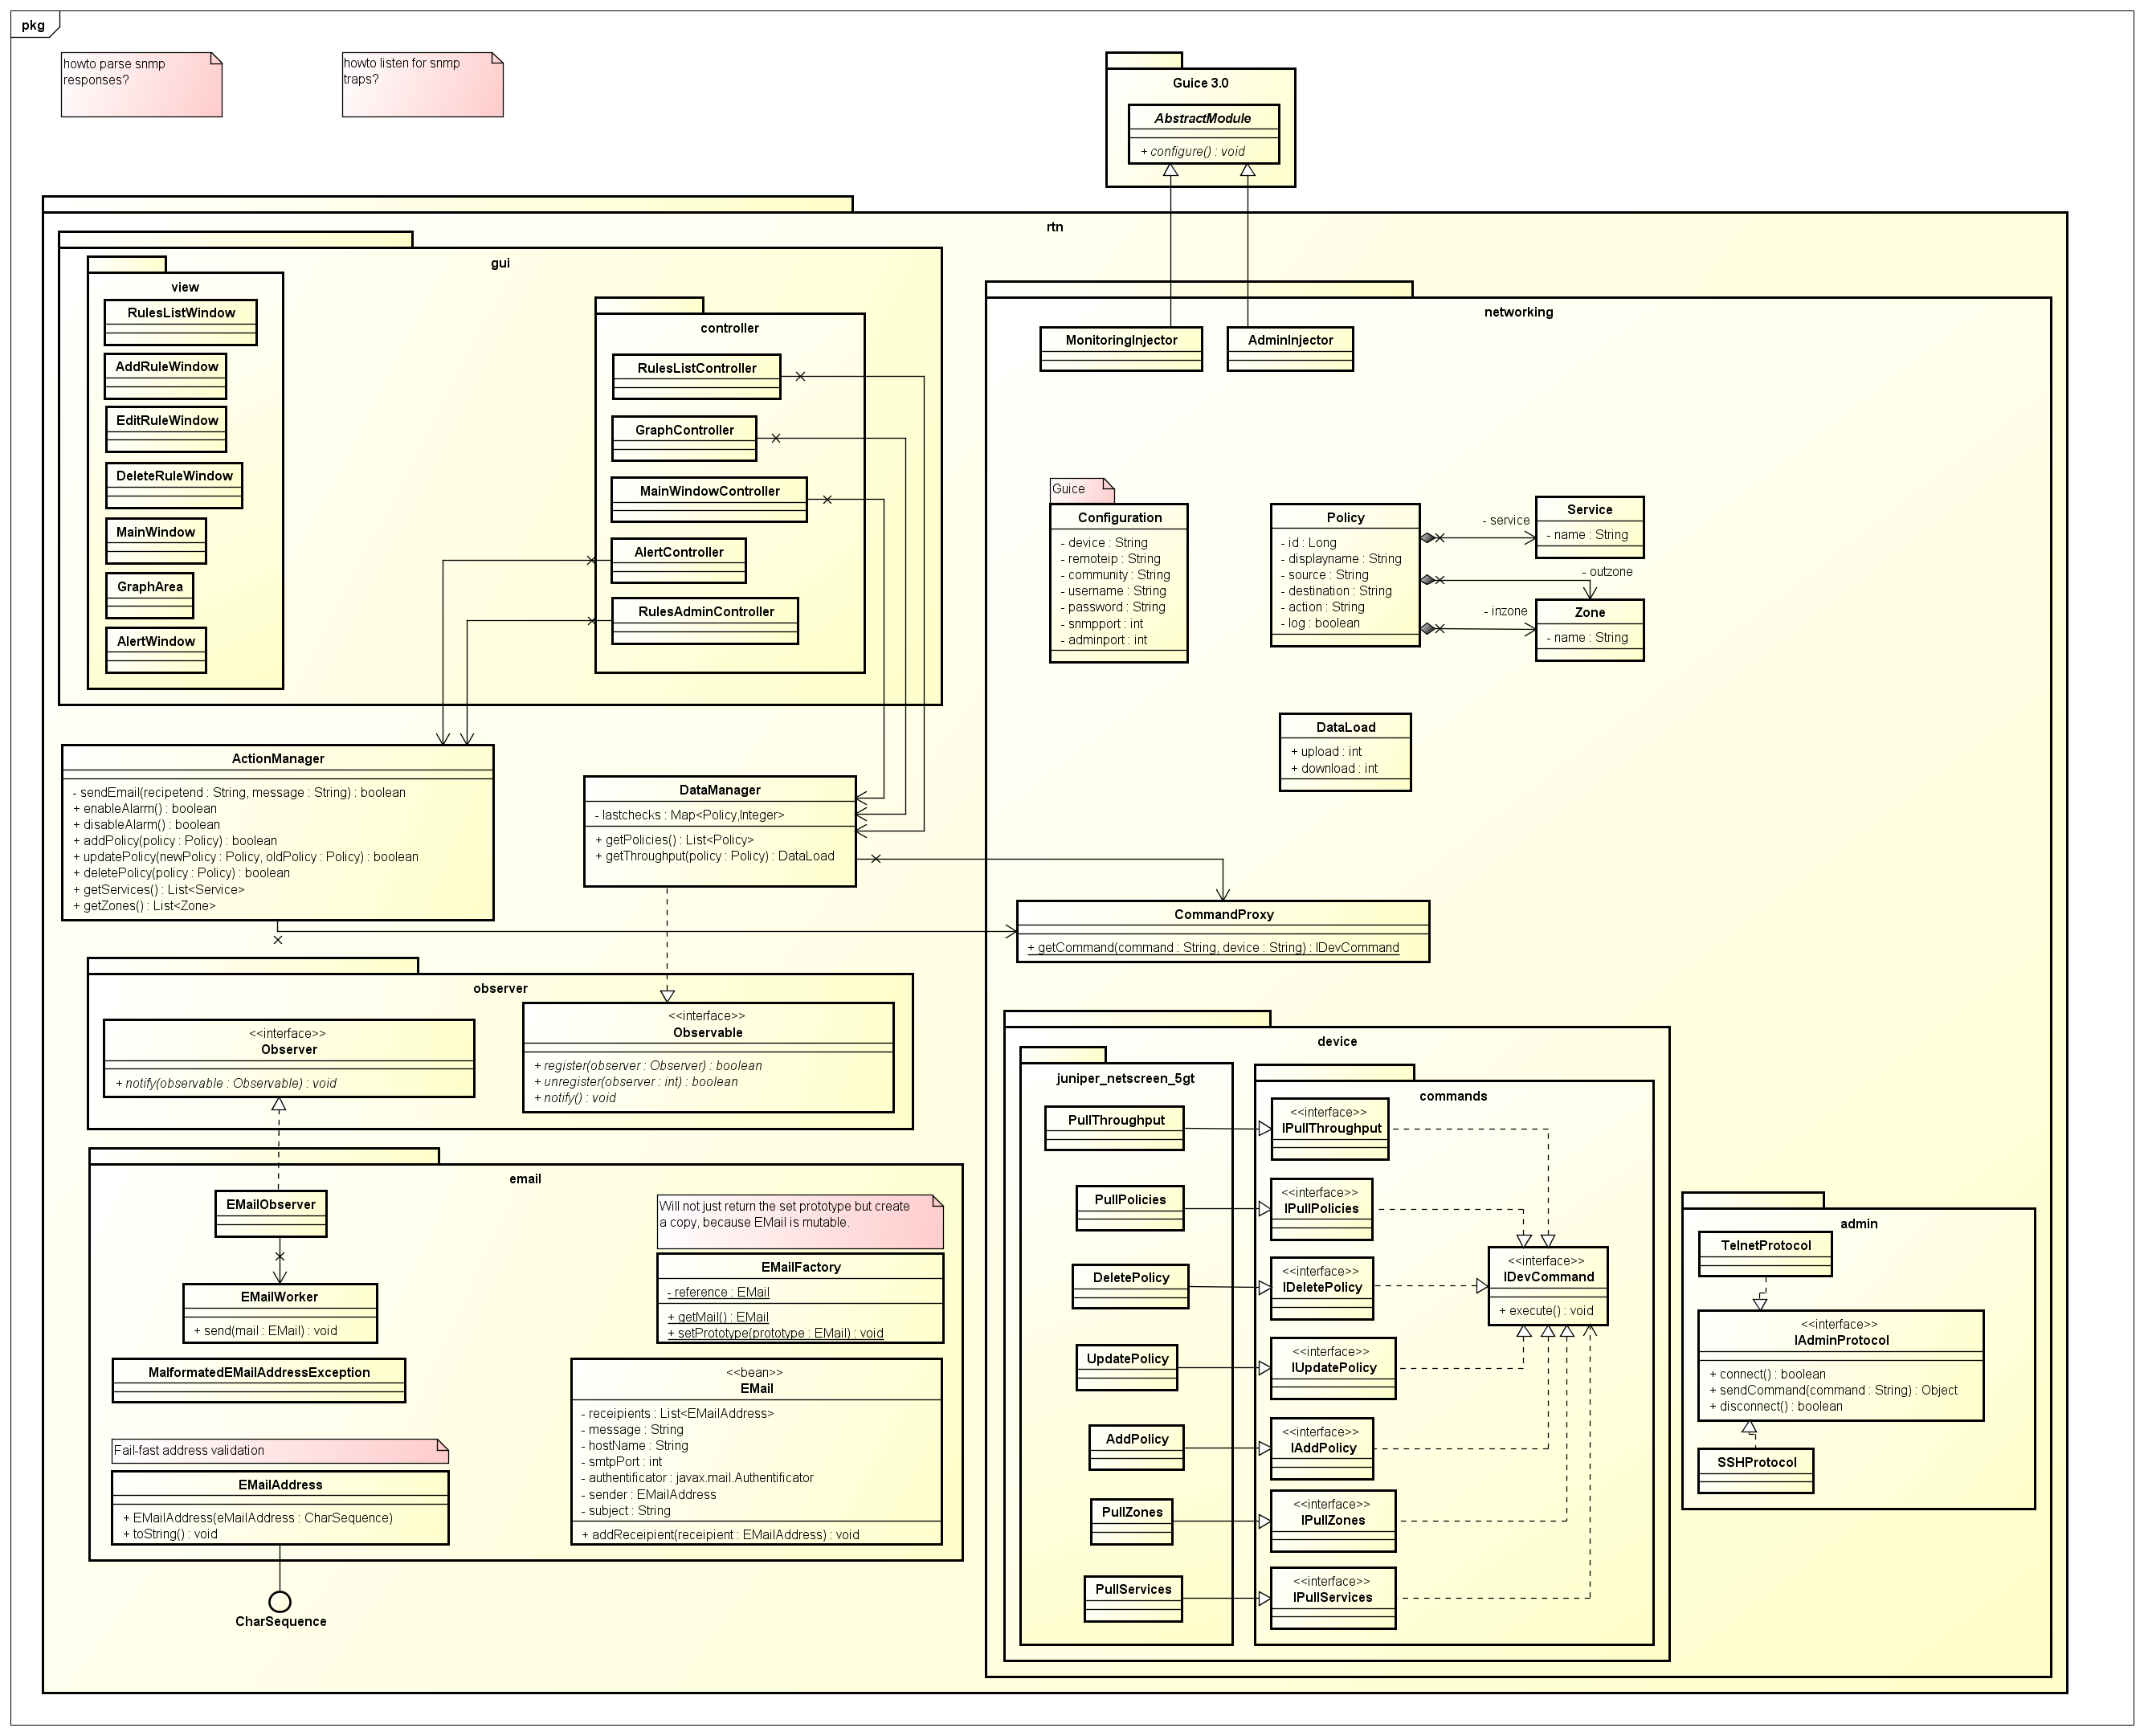 pkg
howto parse snmp
responses?
howto listen for snmp
traps?
Guice 3.0
AbstractModule
+ configure() : void
rtn
gui
view
RulesListWindow
AddRuleWindow
EditRuleWindow
DeleteRuleWindow
MainWindow
GraphArea
AlertWindow
controller
RulesListController
GraphController
MainWindowController
AlertController
RulesAdminController
networking
MonitoringInjector
AdminInjector
Guice
Configuration
- device : String
- remoteip : String
- community : String
- username : String
- password : String
- snmpport : int
- adminport : int
Policy
- id : Long
- displayname : String
- source : String
- destination : String
- action : String
- log : boolean
- service
- outzone
- inzone
Service
- name : String
Zone
- name : String
DataLoad
+ upload : int
+ download : int
ActionManager
- sendEmail(recipetend : String, message : String) : boolean
+ enableAlarm() : boolean
+ disableAlarm() : boolean
+ addPolicy(policy : Policy) : boolean
+ updatePolicy(newPolicy : Policy, oldPolicy : Policy) : boolean
+ deletePolicy(policy : Policy) : boolean
+ getServices() : List<Service>
+ getZones() : List<Zone>
DataManager
- lastchecks : Map<Policy,Integer>
+ getPolicies() : List<Policy>
+ getThroughput(policy : Policy) : DataLoad
CommandProxy
+ getCommand(command : String, device : String) : IDevCommand
observer
<<interface>>
Observer
+ notify(observable : Observable) : void
<<interface>>
Observable
+ register(observer : Observer) : boolean
+ unregister(observer : int) : boolean
+ notify() : void
email
EMailObserver
EMailWorker
+ send(mail : EMail) : void
MalformatedEMailAddressException
Fail-fast address validation
EMailAddress
+ EMailAddress(eMailAddress : CharSequence)
+ toString() : void
CharSequence
Will not just return the set prototype but create
a copy, because EMail is mutable.
EMailFactory
- reference : EMail
+ getMail() : EMail
+ setPrototype(prototype : EMail) : void
<<bean>>
EMail
- receipients : List<EMailAddress>
- message : String
- hostName : String
- smtpPort : int
- authentificator : javax.mail.Authentificator
- sender : EMailAddress
- subject : String
+ addReceipient(receipient : EMailAddress) : void
device
juniper_netscreen_5gt
PullThroughput
PullPolicies
DeletePolicy
UpdatePolicy
AddPolicy
PullZones
PullServices
commands
<<interface>>
IPullThroughput
<<interface>>
IPullPolicies
<<interface>>
IDeletePolicy
<<interface>>
IUpdatePolicy
<<interface>>
IAddPolicy
<<interface>>
IPullZones
<<interface>>
IPullServices
<<interface>>
IDevCommand
+ execute() : void
admin
TelnetProtocol
<<interface>>
IAdminProtocol
+ connect() : boolean
+ sendCommand(command : String) : Object
+ disconnect() : boolean
SSHProtocol